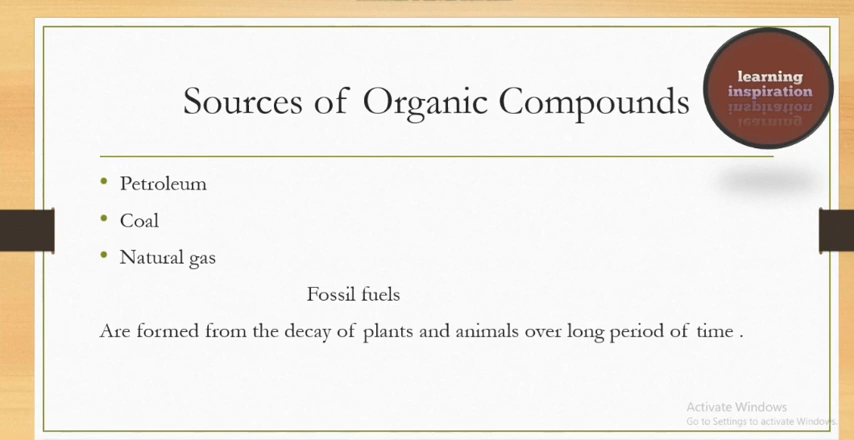 learning
inspiration
Sources of Organic Compounds
Petroleum
Coal
Natural gas
Fossil fuels
Are formed from the decay of plants and animals over long period of time .
Activate Windows
Go to Settings to activate Windows.